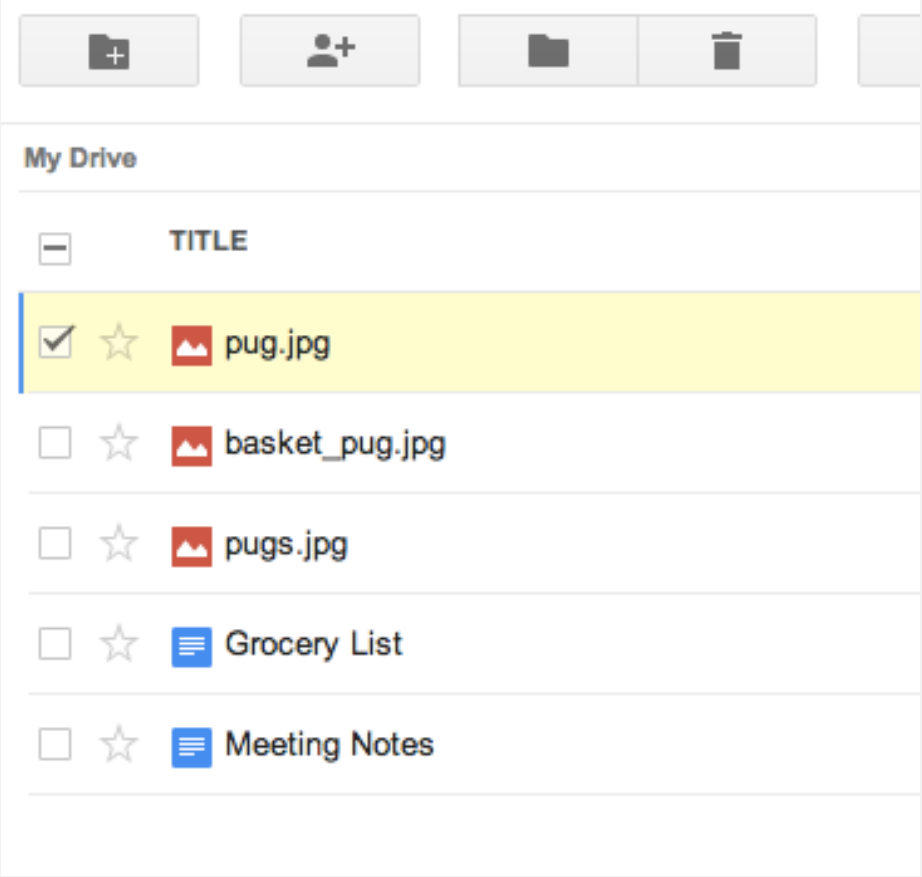 My Drive
TITLE
pug.jpg
basket_pug.jpg
pugs.jpg
Grocery List
Meeting Notes